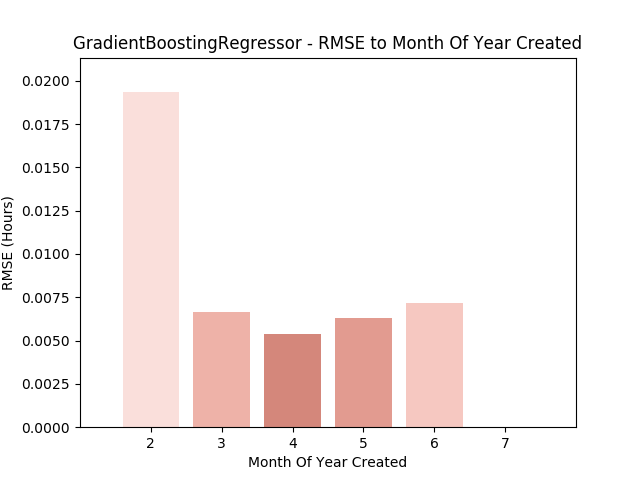 GradientBoostingRegressor - RMSE to Month Of Year Created
0.0200
0.0175
0.0150
0.0125
0.0100
0.0075
0.0050
0.0025
0.0000
RMSE (Hours)
2 3 4 5 6 7
Month Of Year Created